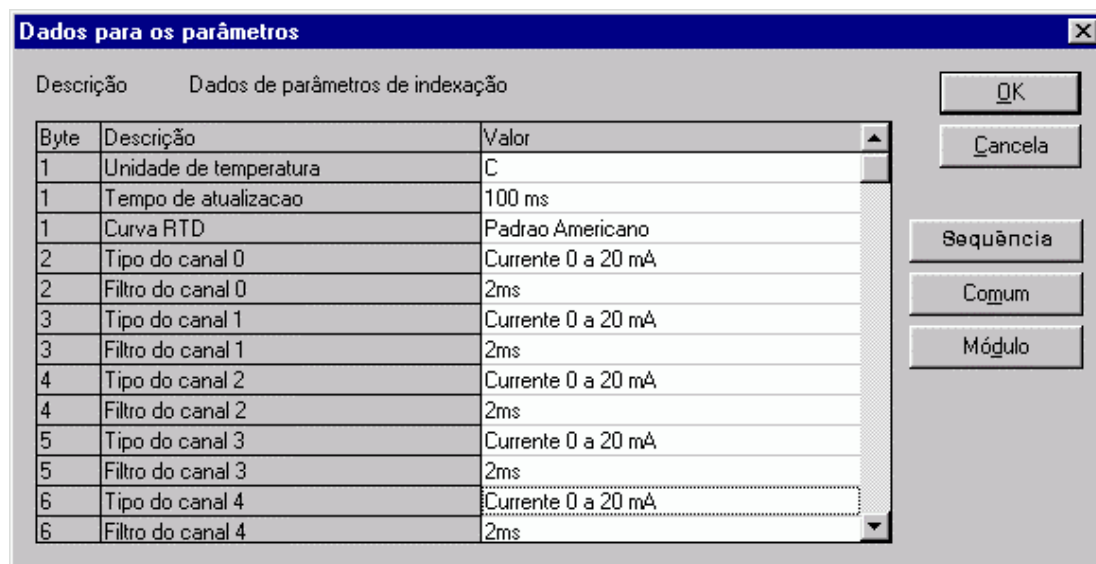 Dados para os parâmetros
Descrição Dados de parâmetros de indexação
OK
Cancela
Byte Descrição Valor
1 Unidade de temperatura C
1 Tempo de atualizacao 100 ms
1 Curva RTD Padrao Americano
2 Tipo do canal 0 Currente 0 a 20 mA
2 Filtro do canal 0 2ms
3 Tipo do canal 1 Currente 0 a 20 mA
3 Filtro do canal 1 2ms
4 Tipo do canal 2 Currente 0 a 20 mA
4 Filtro do canal 2 2ms
5 Tipo do canal 3 Currente 0 a 20 mA
5 Filtro do canal 3 2ms
6 Tipo do canal 4 Currente 0 a 20 mA
6 Filtro do canal 4 2ms
Sequência
Comum
Módulo